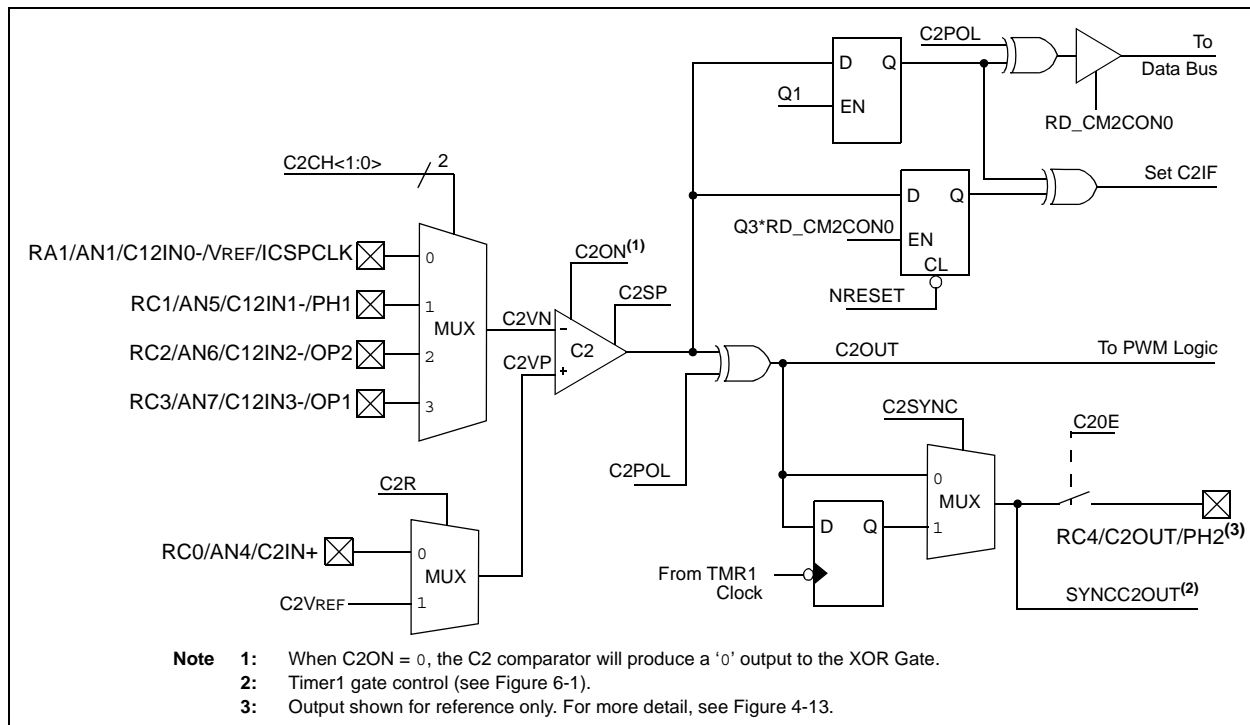 C2POL
D Q
To
Data Bus
Q1
EN
RD_CM2CON0
C2CH<1:0>
2
Set C2IF
D Q
Q3*RD_CM2CON0
EN
CL
NRESET
RA1/AN1/C12IN0-/VREF/ICSPCLK
0
C2ON(1)
RC1/AN5/C12IN1-/PH1
1
C2SP
MUX
C2VN
−
C2
RC2/AN6/C12IN2-/OP2
2
C2VP
+
C2OUT
To PWM Logic
RC3/AN7/C12IN3-/OP1
3
C2SYNC
C20E
C2POL
0
MUX
1
C2R
D Q
RC0/AN4/C2IN+
0
MUX
RC4/C2OUT/PH2(3)
From TMR1
Clock
C2VREF
1
SYNCC2OUT(2)
Note 1: When C2ON = 0, the C2 comparator will produce a ‘0’ output to the XOR Gate.
2: Timer1 gate control (see Figure 6-1).
3: Output shown for reference only. For more detail, see Figure 4-13.